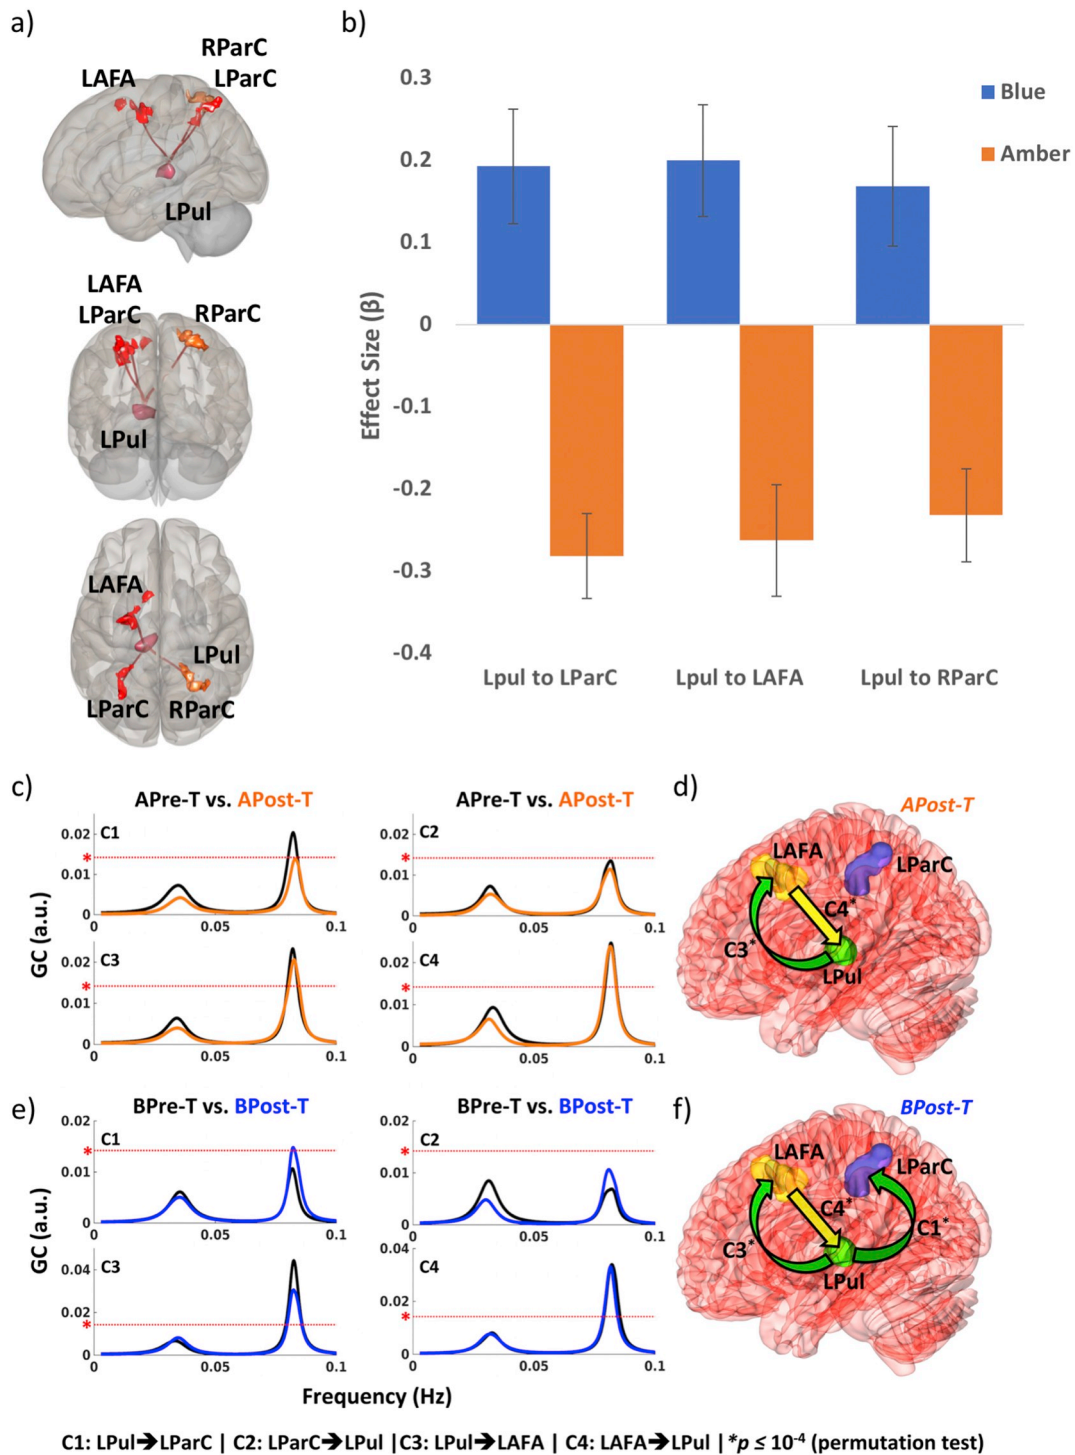 a)
RParC
LAFA LParC
LPul
LAFA
LParC RParC
LPul
LAFA
LPul
LParC RParC
b)
0.3
0.2
0.1
0
-0.1
-0.2
-0.3
-0.4
Effect Size (β)
Blue
Amber
Lpul to LParC Lpul to LAFA Lpul to RParC
c)
APre-T vs. APost-T
C1
0.02
*
0.01
0
0 0.05 0.1
APre-T vs. APost-T
C2
0.02
*
0.01
0
0 0.05 0.1
GC (a.u.)
C3
0.02
*
0.01
0
0 0.05 0.1
C4
0.02
*
0.01
0
0 0.05 0.1
d)
APost-T
LAFA
LParC
C4*
C3*
LPul
e)
BPre-T vs. BPost-T
0.02
C1
*
0.01
0
0 0.05 0.1
BPre-T vs. BPost-T
0.02
C2
*
0.01
0
0 0.05 0.1
GC (a.u.)
0.04
C3
0.02
*
0
0 0.05 0.1
0.04
C4
0.02
*
0
0 0.05 0.1
Frequency (Hz)
f)
BPost-T
LAFA
LParC
C4*
C1*
C3*
LPul
C1: LPul➔LParC | C2: LParC➔LPul |C3: LPul➔LAFA | C4: LAFA➔LPul |*p ≤ 10⁻⁴ (permutation test)